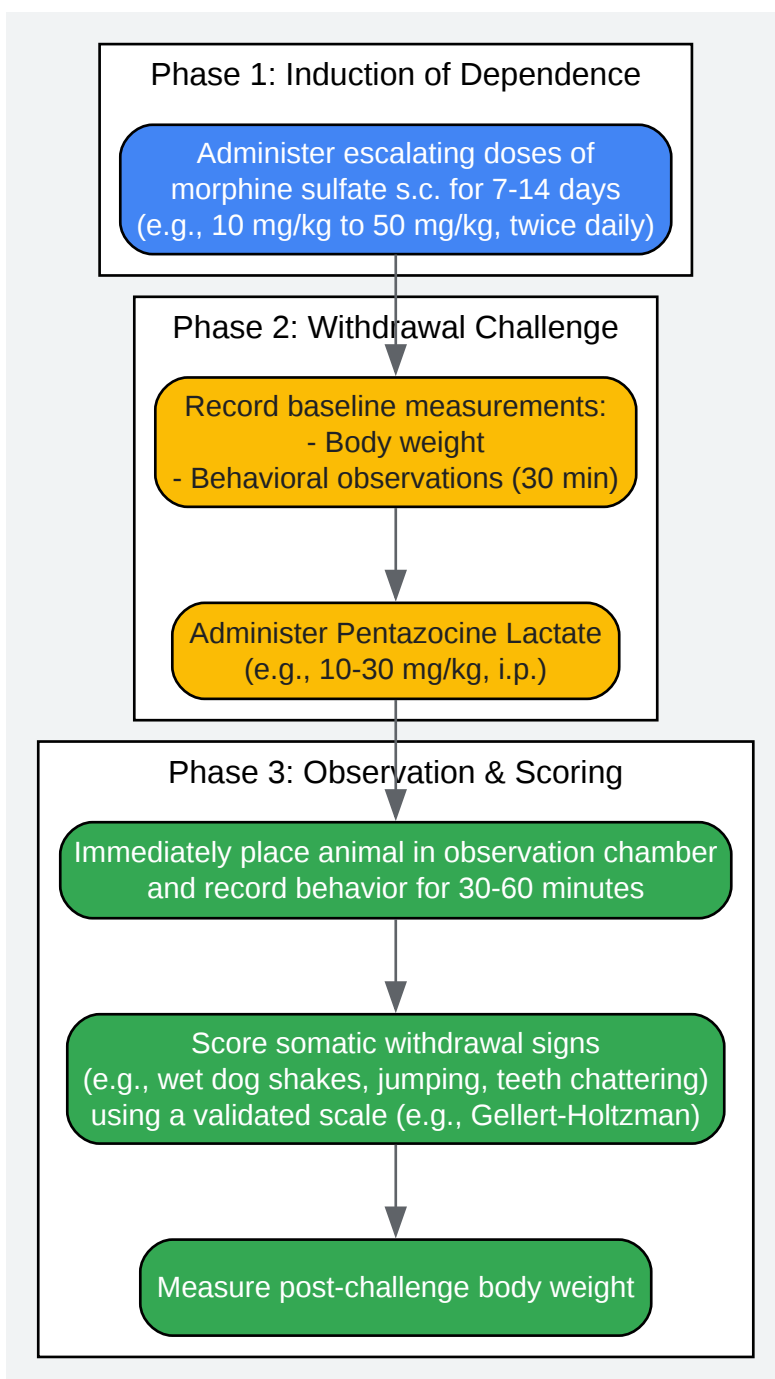 Phase 1: Induction of Dependence
Administer escalating doses of
morphine sulfate s.c. for 7-14 days
(e.g., 10 mg/kg to 50 mg/kg, twice daily)
Phase 2: Withdrawal Challenge
Record baseline measurements:
- Body weight
- Behavioral observations (30 min)
Administer Pentazocine Lactate
(e.g., 10-30 mg/kg, i.p.)
Phase 3: Observation & Scoring
Immediately place animal in observation chamber
and record behavior for 30-60 minutes
Score somatic withdrawal signs
(e.g., wet dog shakes, jumping, teeth chattering)
using a validated scale (e.g., Gellert-Holtzman)
Measure post-challenge body weight